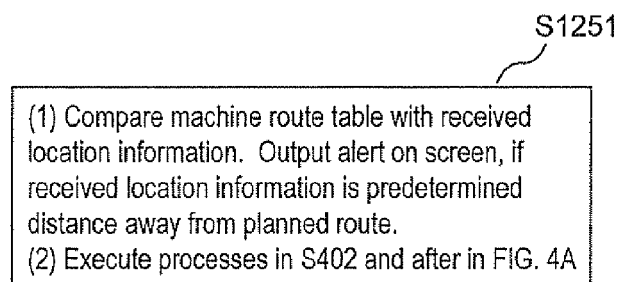 S1251
(1) Compare machine route table with received
location information. Output alert on screen, if
received location information is predetermined
distance away from planned route.
(2) Execute processes in S402 and after in FIG. 4A